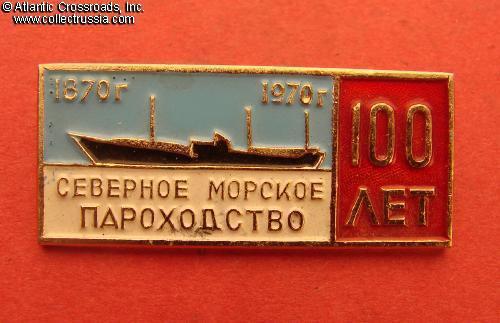 © Atlantic Crossroads, Inc.
www.collectrussia.com
1870г 1970г
100
ЛЕТ
СЕВЕРНОЕ МОРСКОЕ
ПАРОХОДСТВО